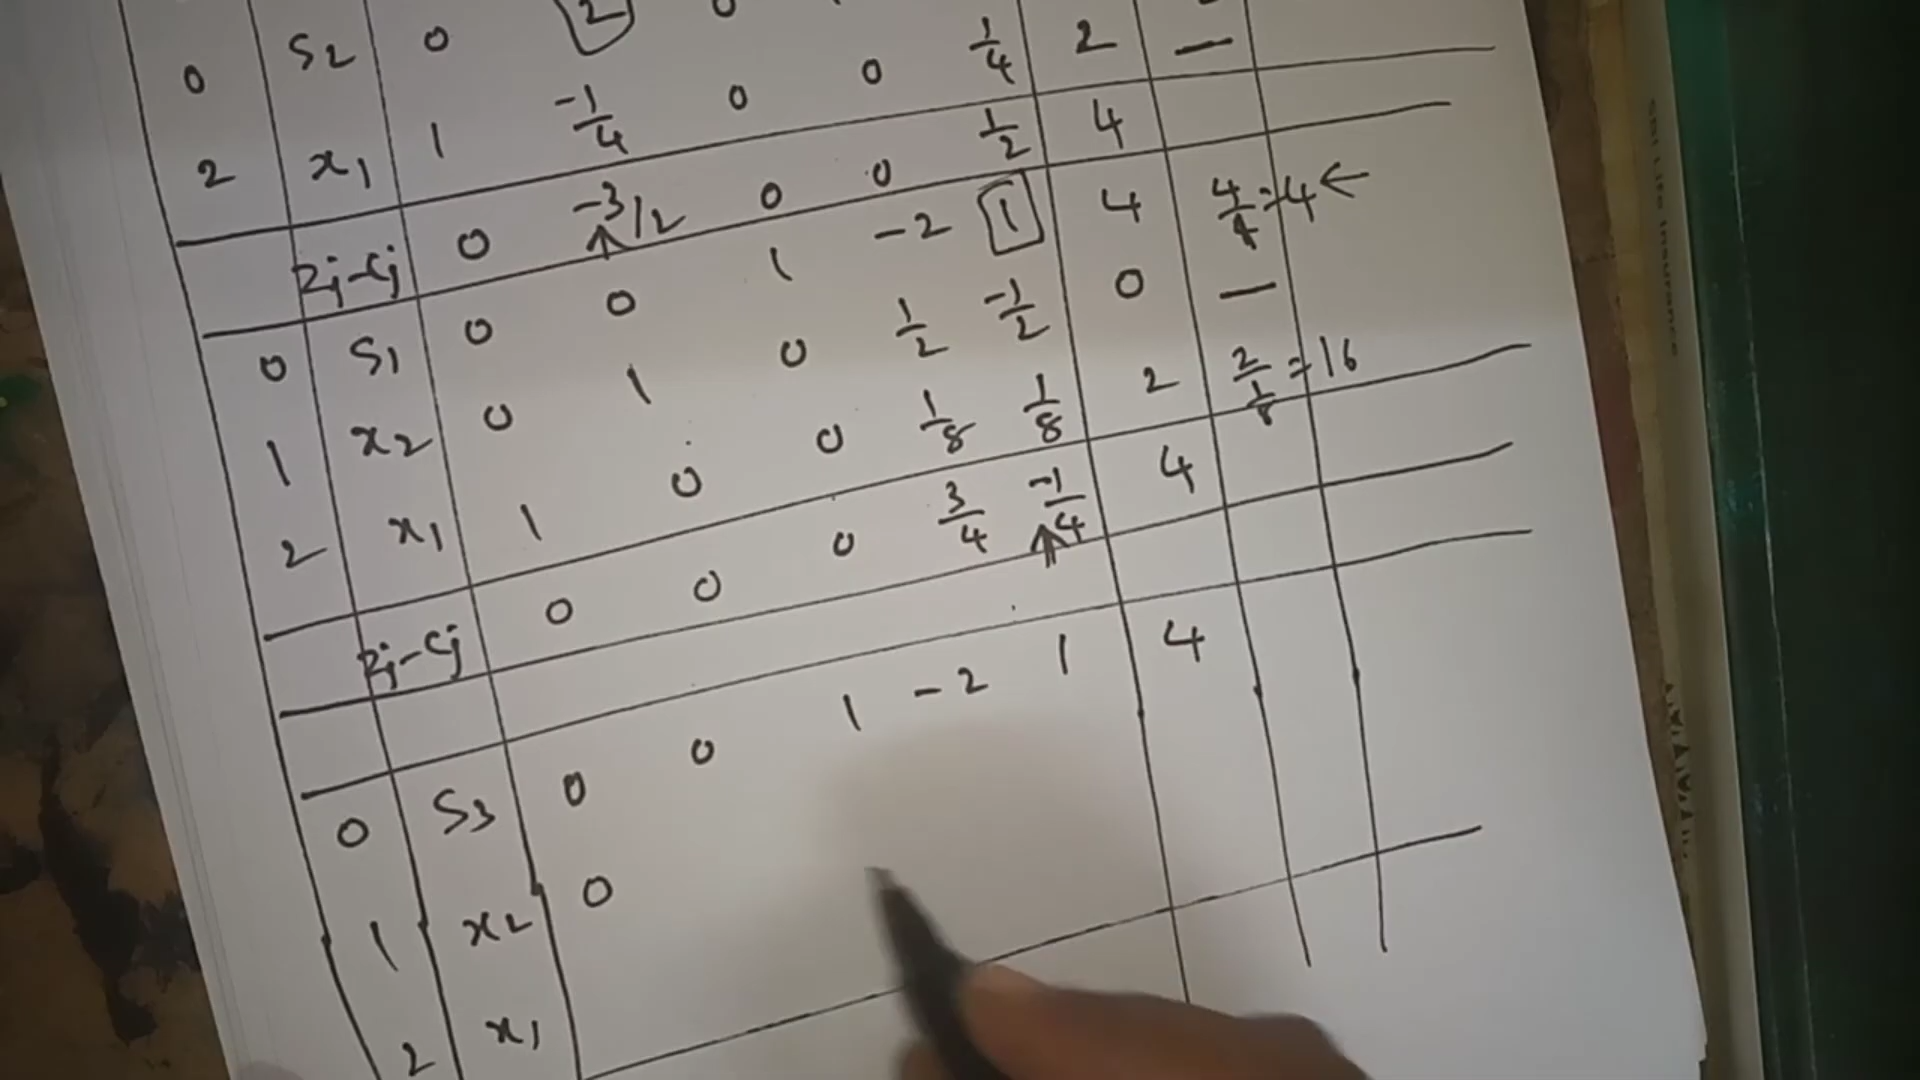 2 0
0 S2 0
2 x1 1 -1/4 0 0 1/4 2 —
Zj-Cj 0 -3/2 0 0 1/2 4
0 S1 0 0 1 -2 1 4 4/1=4 ←
1 x2 0 1 0 1/2 -1/2 0 —
2 x1 1 0 0 1/8 1/8 2 2/1/8=16
Zj-Cj 0 0 0 3/4 -1/4 4
0 S3 0 0 1 -2 1 4
1 x2 0
2 x1